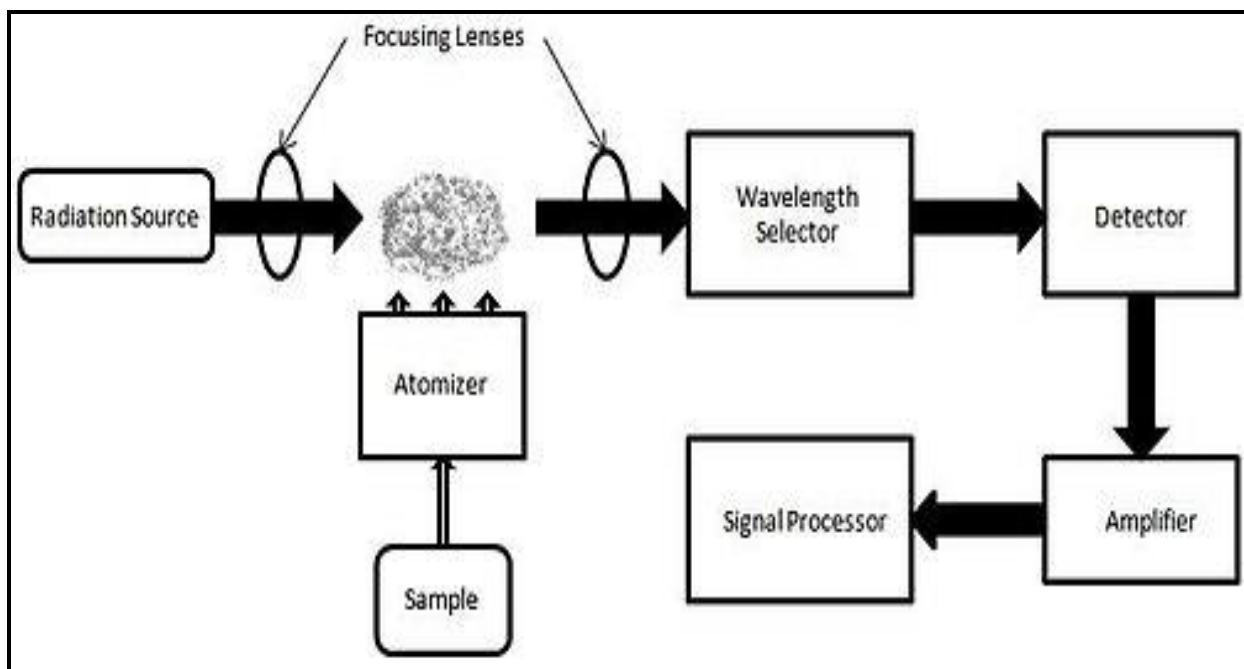 Focusing Lenses
Radiation Source
Wavelength
Selector
Detector
Atomizer
Signal Processor
Amplifier
Sample